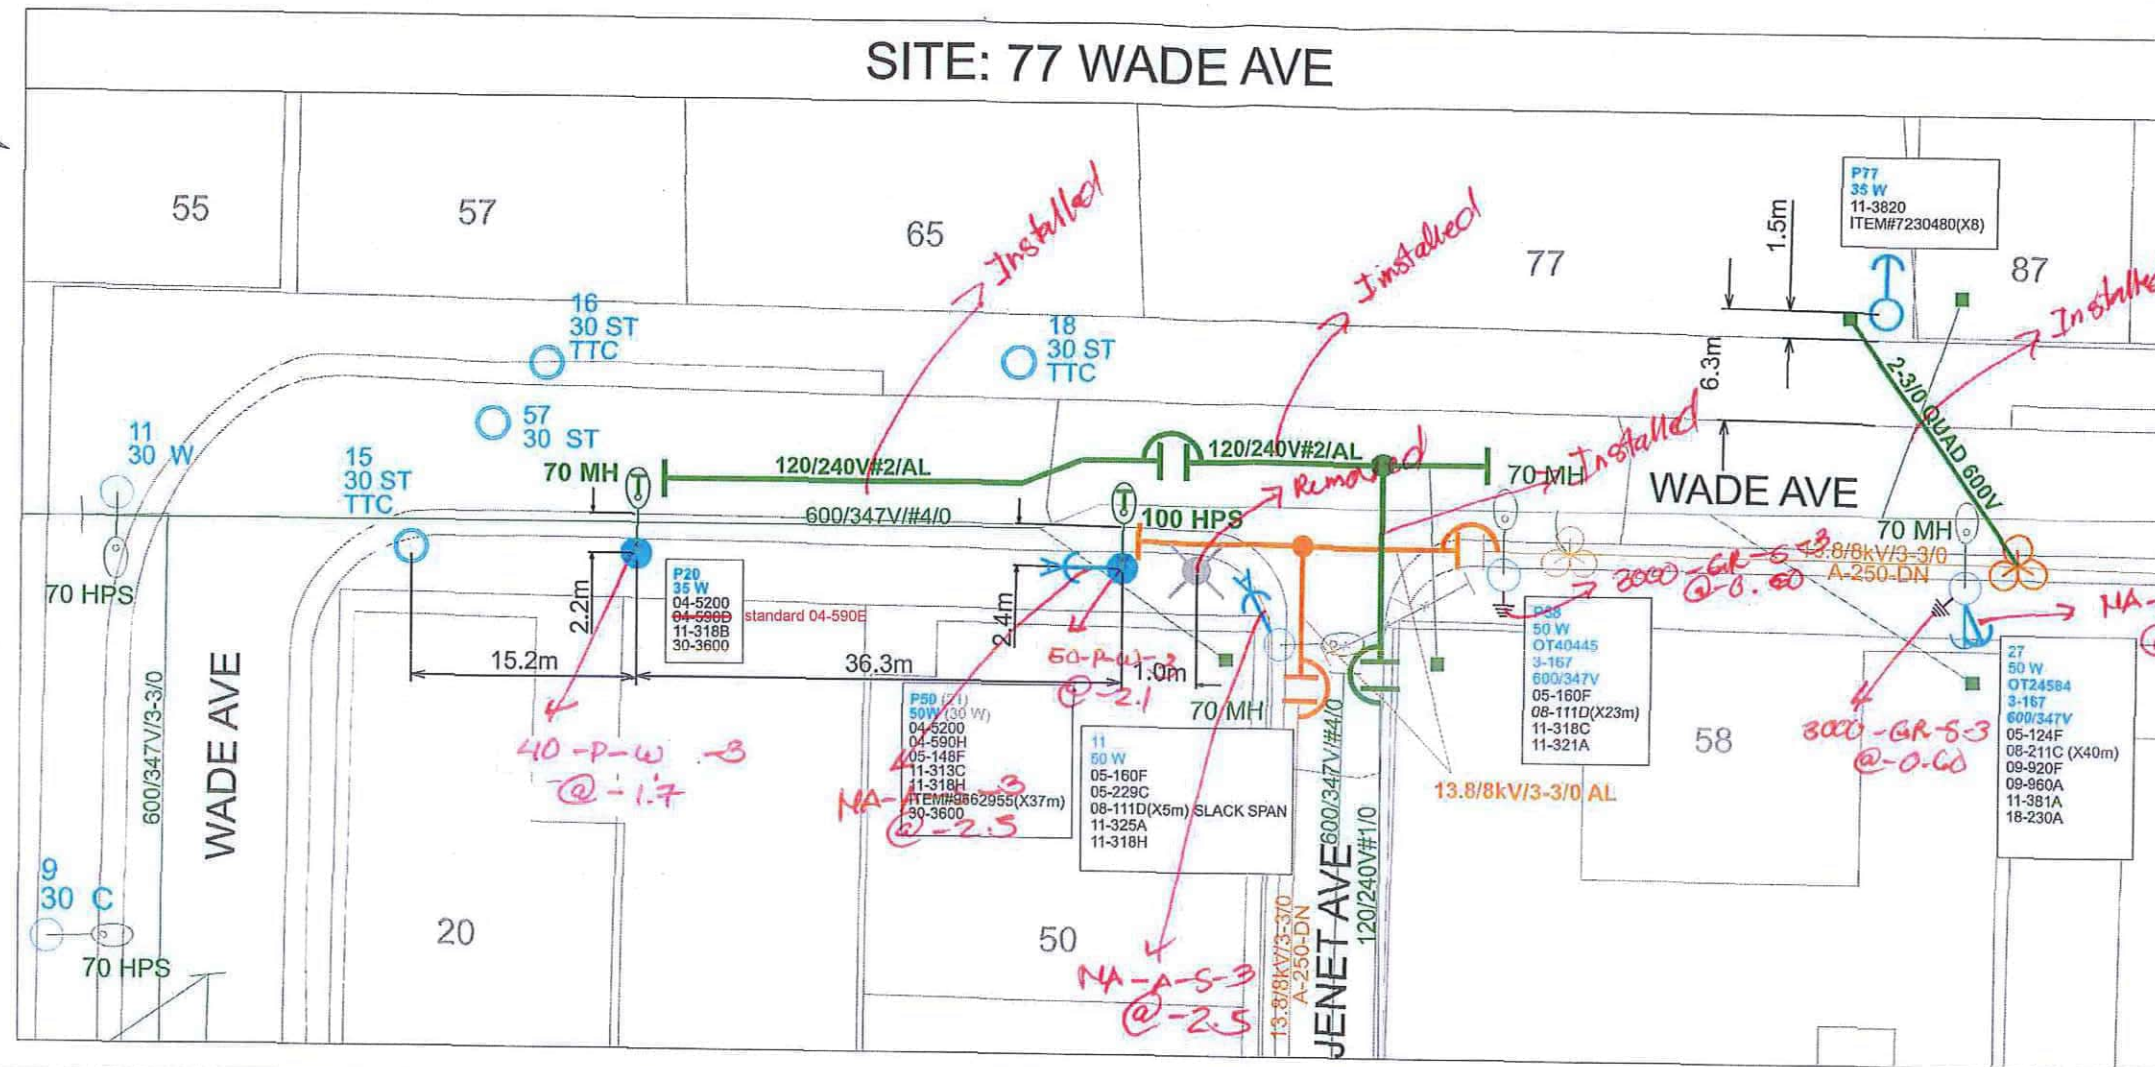 SITE: 77 WADE AVE
55
57
65
77
87
P77
35 W
11-3820
ITEM#7230480(X8)
1.5m
6.3m
Installed
Imstalled
Installed
Removed
16
30 ST
TTC
18
30 ST
TTC
57
30 ST
11
30 W
15
30 ST
TTC
70 MH
120/240V#2/AL
120/240V#2/AL
70 MH
WADE AVE
2-3/0 QUAD 600V
600/347V/#4/0
100 HPS
70 MH
13.8/8kV/3-3/0
A-250-DN
70 HPS
3000-GR-S-3
@-0.60
P20
35 W
04-5200
04-590D
standard 04-590E
11-318B
30-3600
2.2m
2.4m
15.2m
36.3m
1.0m
50-P-W-3
@-2.1
40-P-W-3
@-1.7
P50 (21)
50W (30 W)
04-5200
04-590H
05-148F
11-313C
11-318H
ITEM#9662955(X37m)
30-3600
@-2.5
70 MH
11
50 W
05-160F
05-229C
08-111D(X5m) SLACK SPAN
11-325A
11-318H
P58
50 W
OT40445
3-167
600/347V
05-160F
08-111D(X23m)
11-318C
11-321A
27
50 W
OT24584
3-167
600/347V
05-124F
08-211C (X40m)
09-920F
09-960A
11-381A
18-230A
3000-GR-S-3
@-0.60
13.8/8kV/3-3/0 AL
58
600/347V/3-3/0
WADE AVE
9
30 C
70 HPS
20
50
NA-A-S-3
@-2.5
13.8/8kV/3-3/0
A-250-DN
JENET AVE
600/347V/#4/0
120/240V#1/0